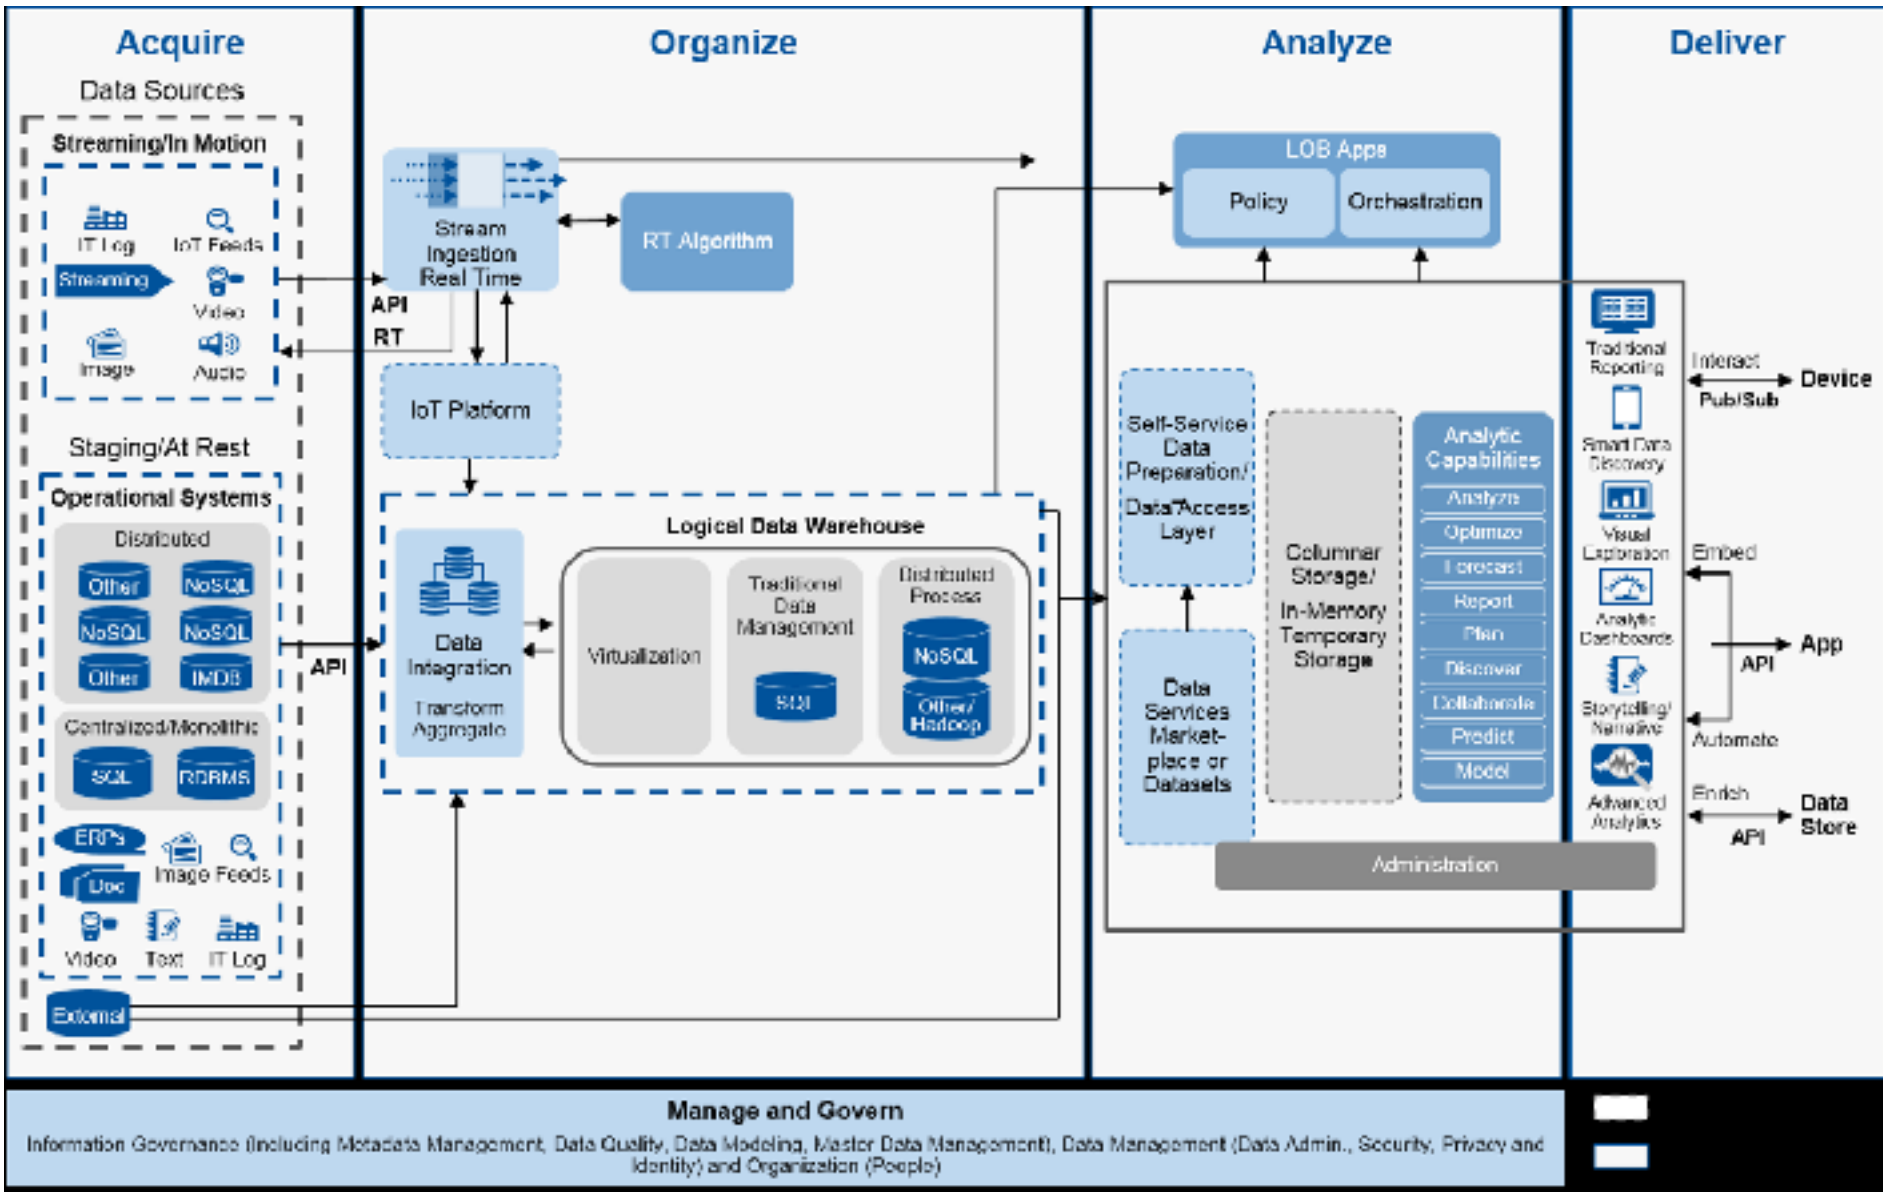 Acquire
Data Sources
Streaming/In Motion
IT Log
IoT Feeds
Streaming
Video
Image
Audio
Staging/At Rest
Operational Systems
Distributed
Other
NoSQL
NoSQL
NoSQL
Other
IMDB
Centralized/Monolithic
SQL
RDBMS
ERPs
Doc
Image
Feeds
Video
Text
IT Log
External
Organize
Stream
Ingestion
Real Time
RT Algorithm
API
RT
IoT Platform
API
Logical Data Warehouse
Data
Integration
Transform
Aggregate
Virtualization
Traditional
Data
Management
SQL
Distributed
Process
NoSQL
Other/
Hadoop
Analyze
LOB Apps
Policy
Orchestration
Self-Service
Data
Preparation/
Data Access
Layer
Data
Services
Market-
place or
Datasets
Columnar
Storage/
In-Memory
Temporary
Storage
Analytic
Capabilities
Analyze
Optimize
Forecast
Report
Plan
Discover
Collaborate
Predict
Model
Administration
Deliver
Traditional
Reporting
Smart Data
Discovery
Visual
Exploration
Analytic
Dashboards
Storytelling/
Narrative
Advanced
Analytics
Interact
Pub/Sub
Device
Embed
API
App
Automate
Enrich
API
Data
Store
Manage and Govern
Information Governance (Including Metadata Management, Data Quality, Data Modeling, Master Data Management), Data Management (Data Admin., Security, Privacy and
Identity) and Organization (People)